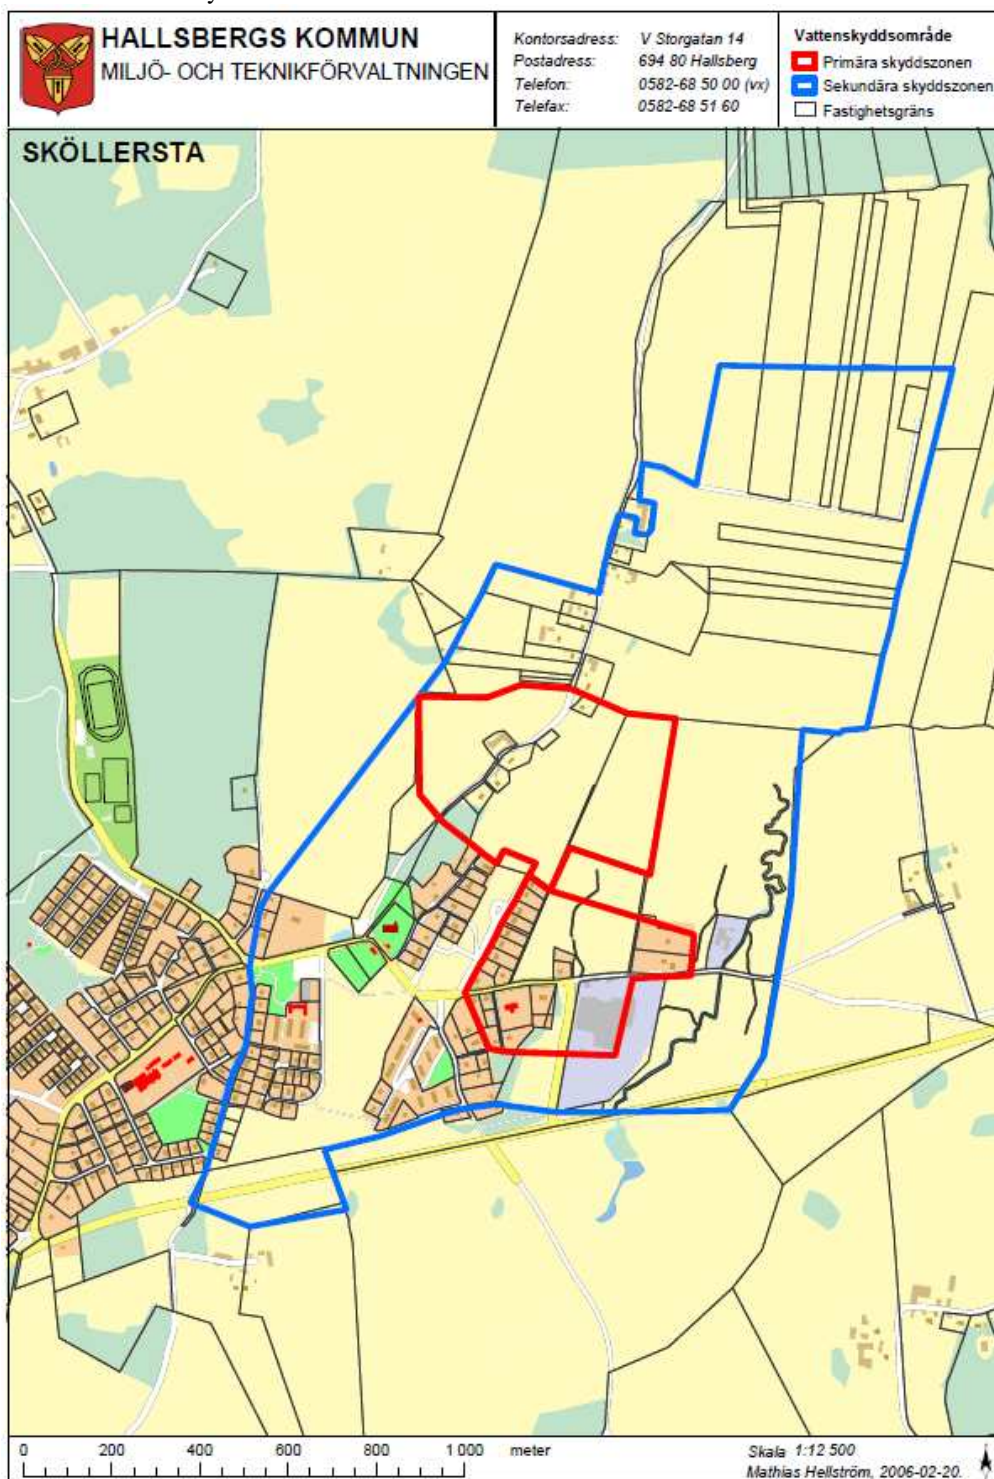 HALLSBERGS KOMMUN
MILJÖ- OCH TEKNIKFÖRVALTNINGEN
Kontorsadress: V Storgatan 14
Postadress: 694 80 Hallsberg
Telefon: 0582-68 50 00 (vx)
Telefax: 0582-68 51 60
Vattenskyddsområde
Primära skyddszonen
Sekundära skyddszonen
Fastighetsgräns
SKÖLLERSTA
0 200 400 600 800 1 000 meter
Skala 1:12 500
Mathias Hellström, 2006-02-20